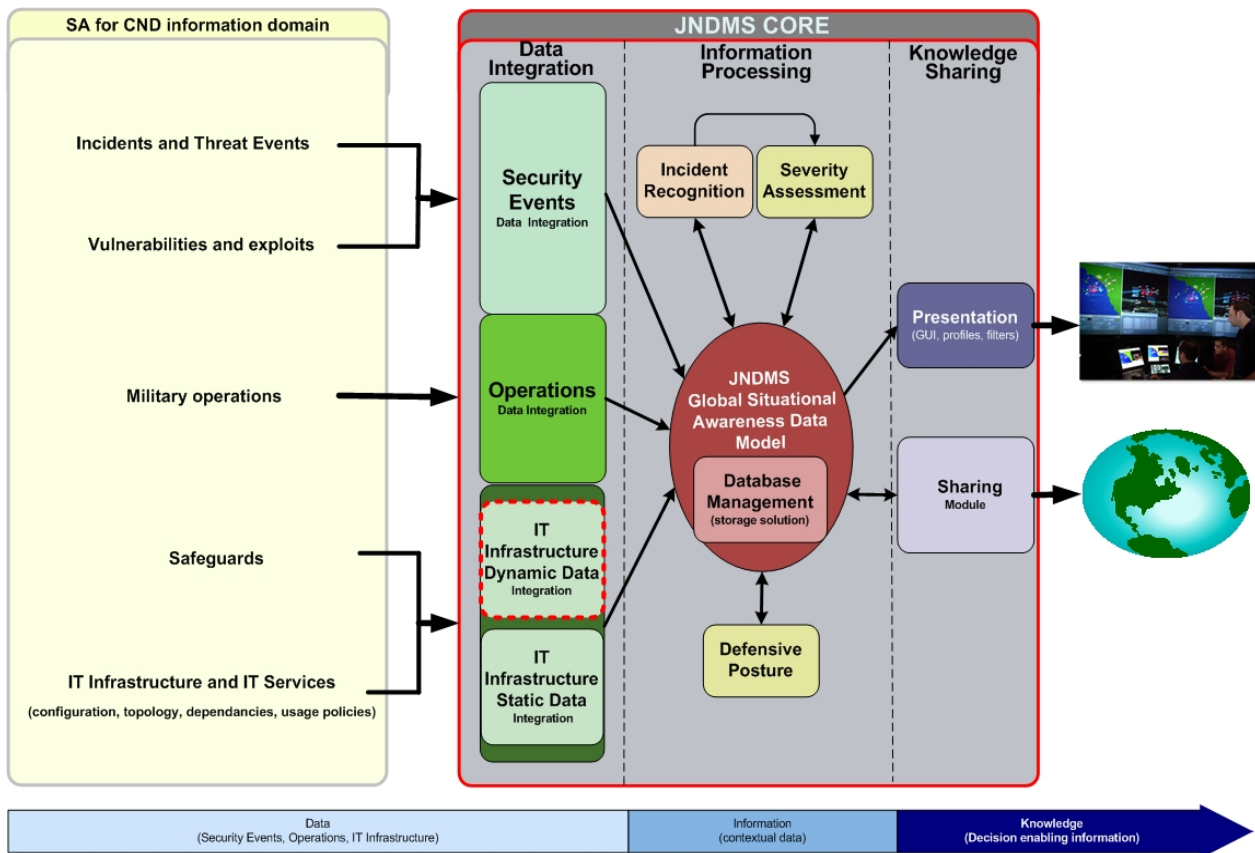 SA for CND information domain
JNDMS CORE
Data
Integration
Information
Processing
Knowledge
Sharing
Incidents and Threat Events
Vulnerabilities and exploits
Military operations
Safeguards
IT Infrastructure and IT Services
(configuration, topology, dependancies, usage policies)
Security
Events
Data Integration
Operations
Data Integration
IT
Infrastructure
Dynamic Data
Integration
IT
Infrastructure
Static Data
Integration
Incident
Recognition
Severity
Assessment
JNDMS
Global Situational
Awareness Data
Model
Database
Management
(storage solution)
Defensive
Posture
Presentation
(GUI, profiles, filters)
Sharing
Module
Data
(Security Events, Operations, IT Infrastructure)
Information
(contextual data)
Knowledge
(Decision enabling information)